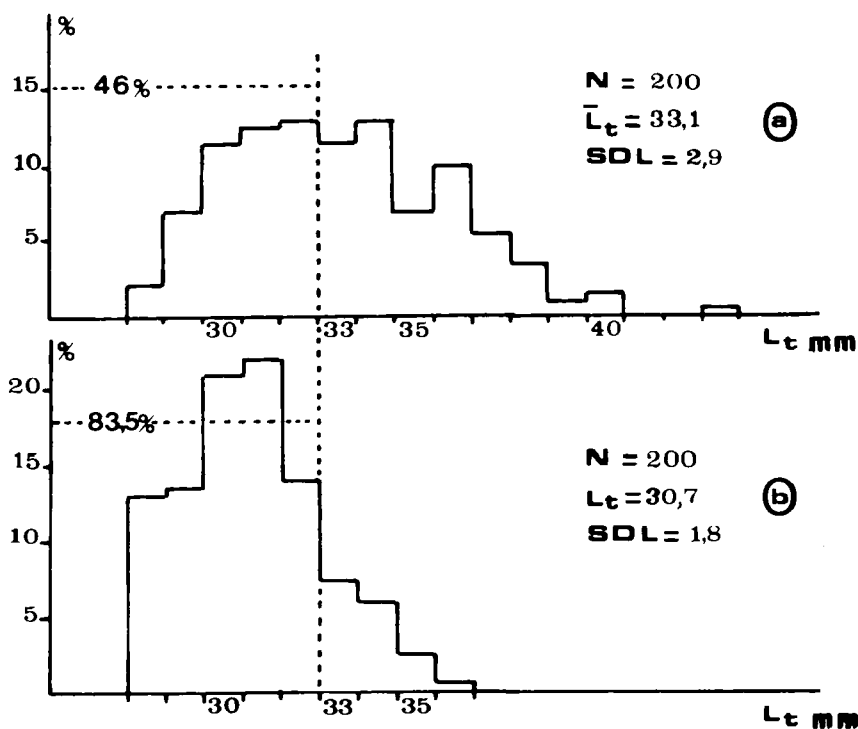 %
15
10
5
46%
N = 200
L̄t = 33,1
SDL = 2,9
a
30 33 35 40
Lt mm
%
20
15
10
5
83,5%
N = 200
Lt = 30,7
SDL = 1,8
b
30 33 35
Lt mm